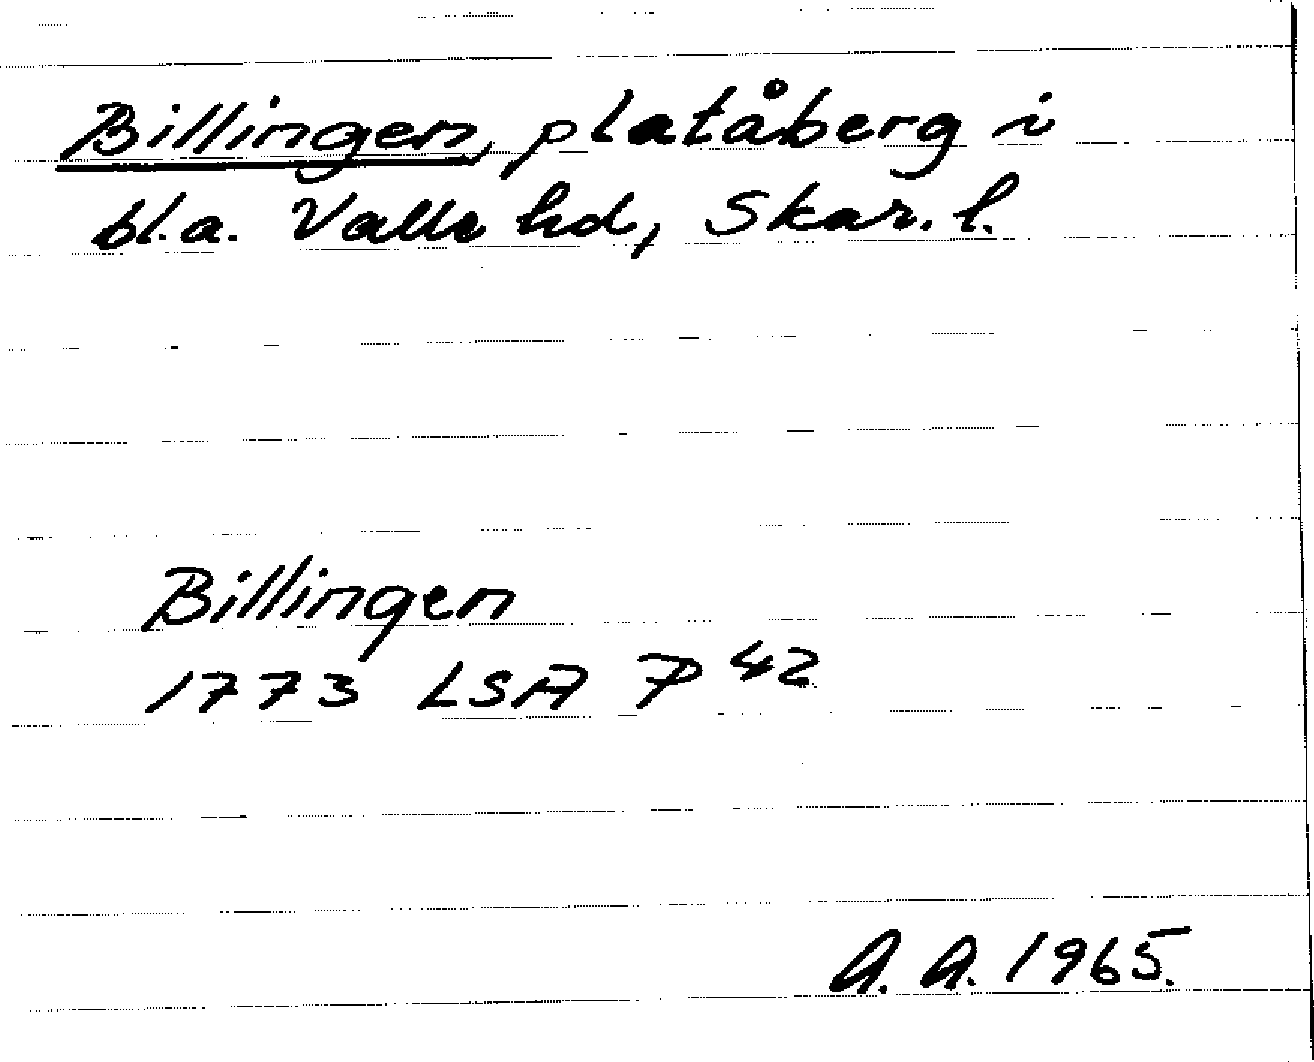 Billingen, platåberg i
bl.a. Valle hd, Skar. l.
Billingen
1773 LSA P 42
A. A. 1965.